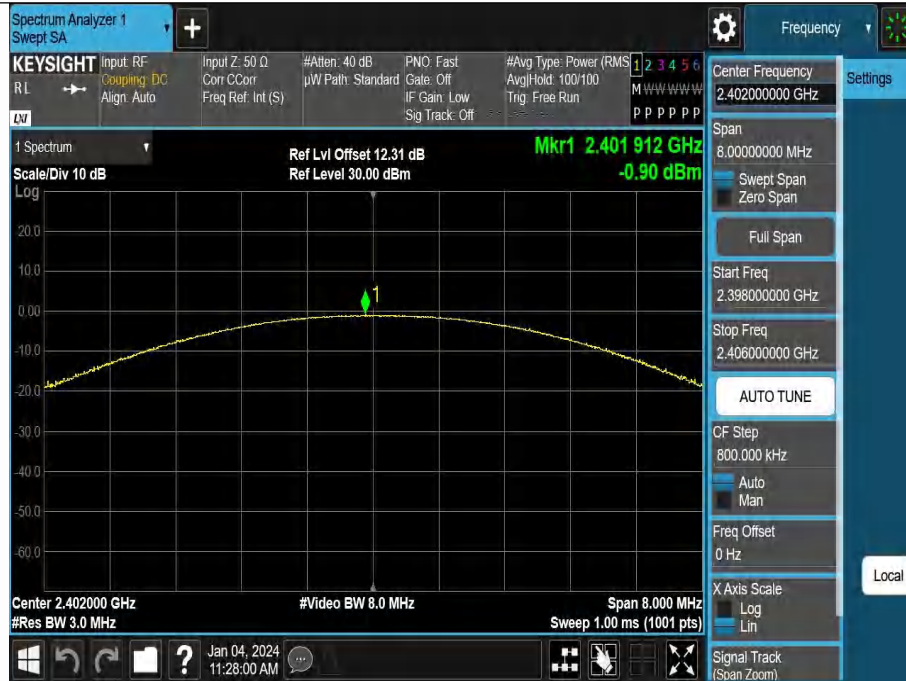 Spectrum Analyzer 1
Swept SA
+
Frequency
KEYSIGHT
RL
LXI
Input: RF
Coupling: DC
Align: Auto
Input Z: 50 Ω
Corr CCorr
Freq Ref: Int (S)
#Atten: 40 dB
µW Path: Standard
PNO: Fast
Gate: Off
IF Gain: Low
Sig Track: Off
#Avg Type: Power (RMS
Avg|Hold: 100/100
Trig: Free Run
1 2 3 4 5 6
M W W W W W
P P P P P P
1 Spectrum
Scale/Div 10 dB
Log
Ref Lvl Offset 12.31 dB
Ref Level 30.00 dBm
Mkr1 2.401 912 GHz
-0.90 dBm
20.0
10.0
0.00
-10.0
-20.0
-30.0
-40.0
-50.0
-60.0
1
Center 2.402000 GHz
#Res BW 3.0 MHz
#Video BW 8.0 MHz
Span 8.000 MHz
Sweep 1.00 ms (1001 pts)
Center Frequency
2.402000000 GHz
Settings
Span
8.00000000 MHz
Swept Span
Zero Span
Full Span
Start Freq
2.398000000 GHz
Stop Freq
2.406000000 GHz
AUTO TUNE
CF Step
800.000 kHz
Auto
Man
Freq Offset
0 Hz
Local
X Axis Scale
Log
Lin
Signal Track
(Span Zoom)
?
Jan 04, 2024
11:28:00 AM